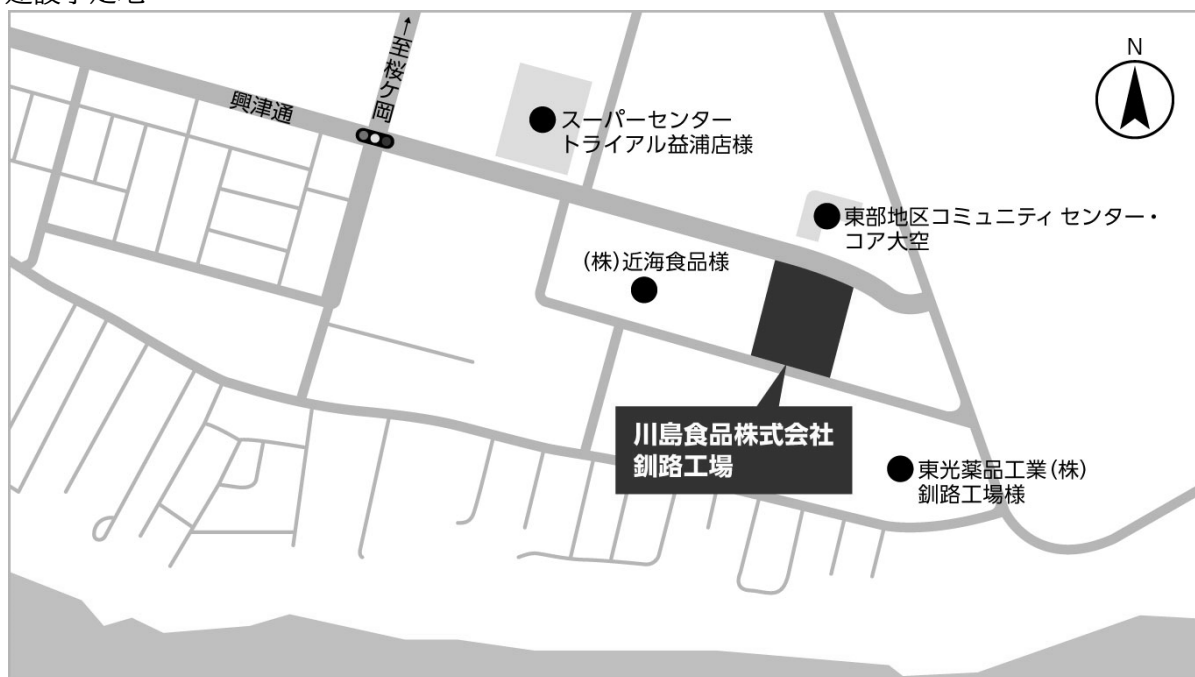 建設予定地
N
←至桜ケ岡
興津通
スーパーセンター
トライアル益浦店様
東部地区コミュニティ センター・
コア大空
(株)近海食品様
川島食品株式会社
釧路工場
東光薬品工業(株)
釧路工場様